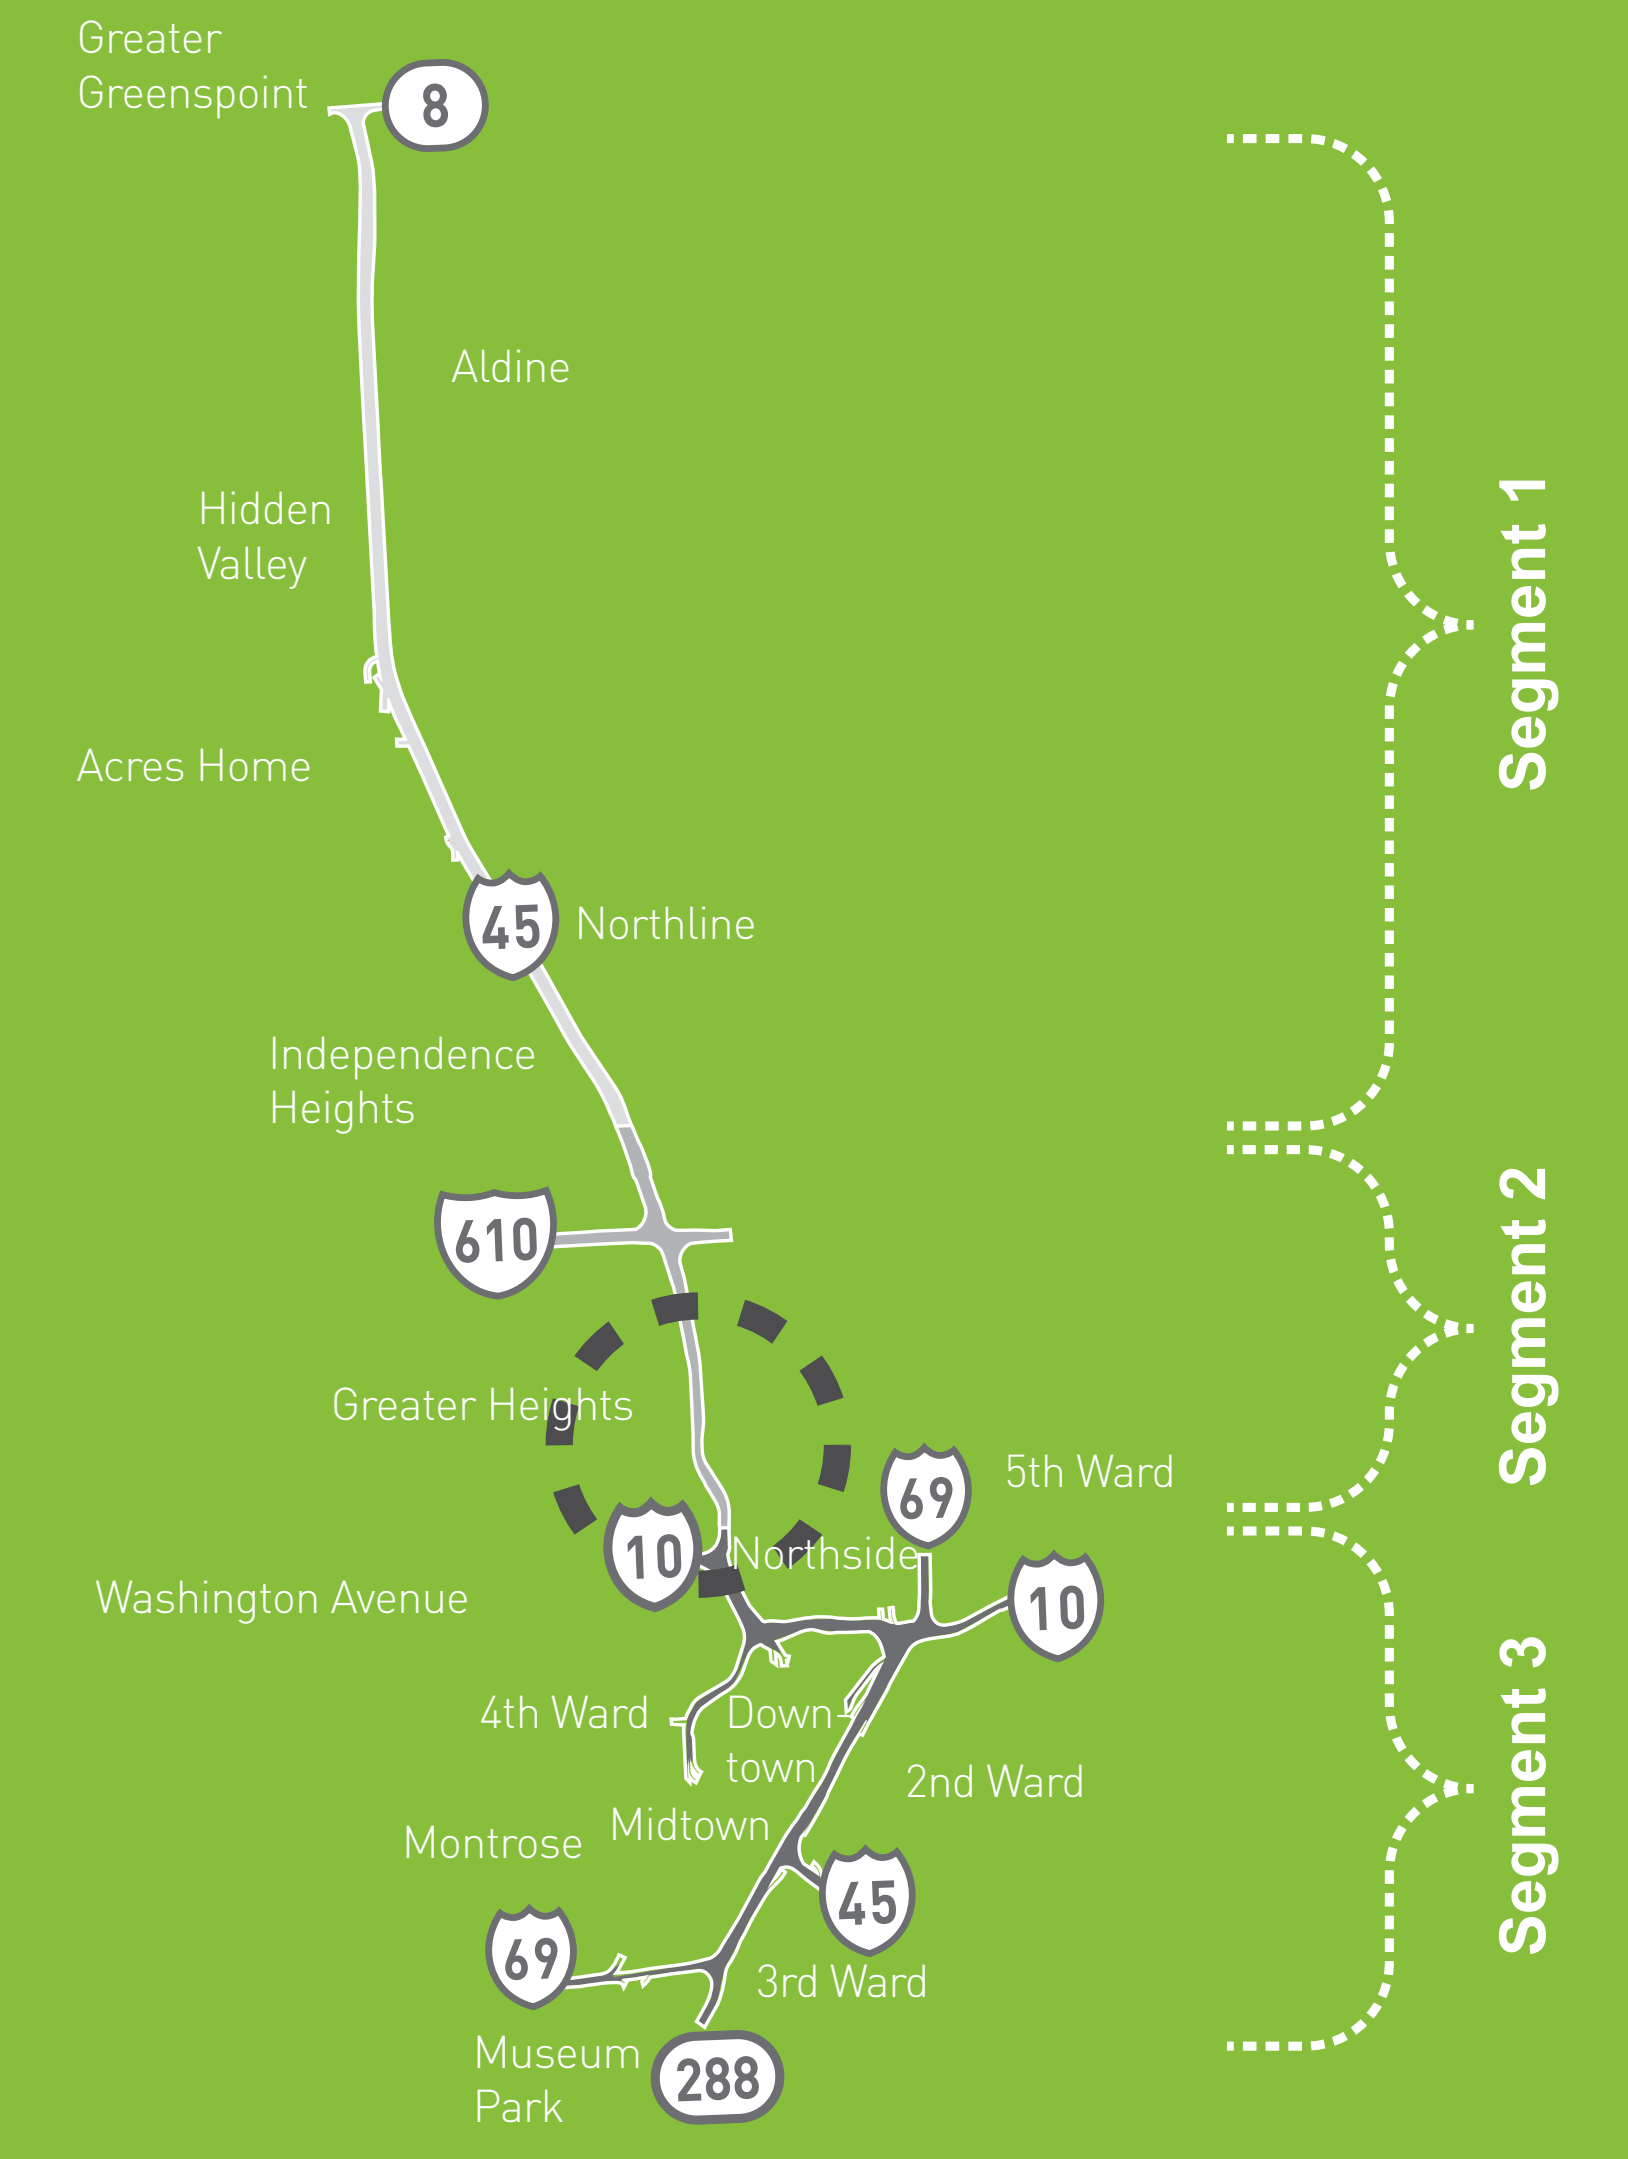 Greater
Greenspoint
8
Aldine
Hidden
Valley
Segment 1
Acres Home
45
Northline
Independence
Heights
610
Segment 2
Greater Heights
69
5th Ward
10
Northside
Washington Avenue
10
4th Ward
Down-
town
2nd Ward
Segment 3
Midtown
Montrose
45
69
3rd Ward
Museum
Park
288